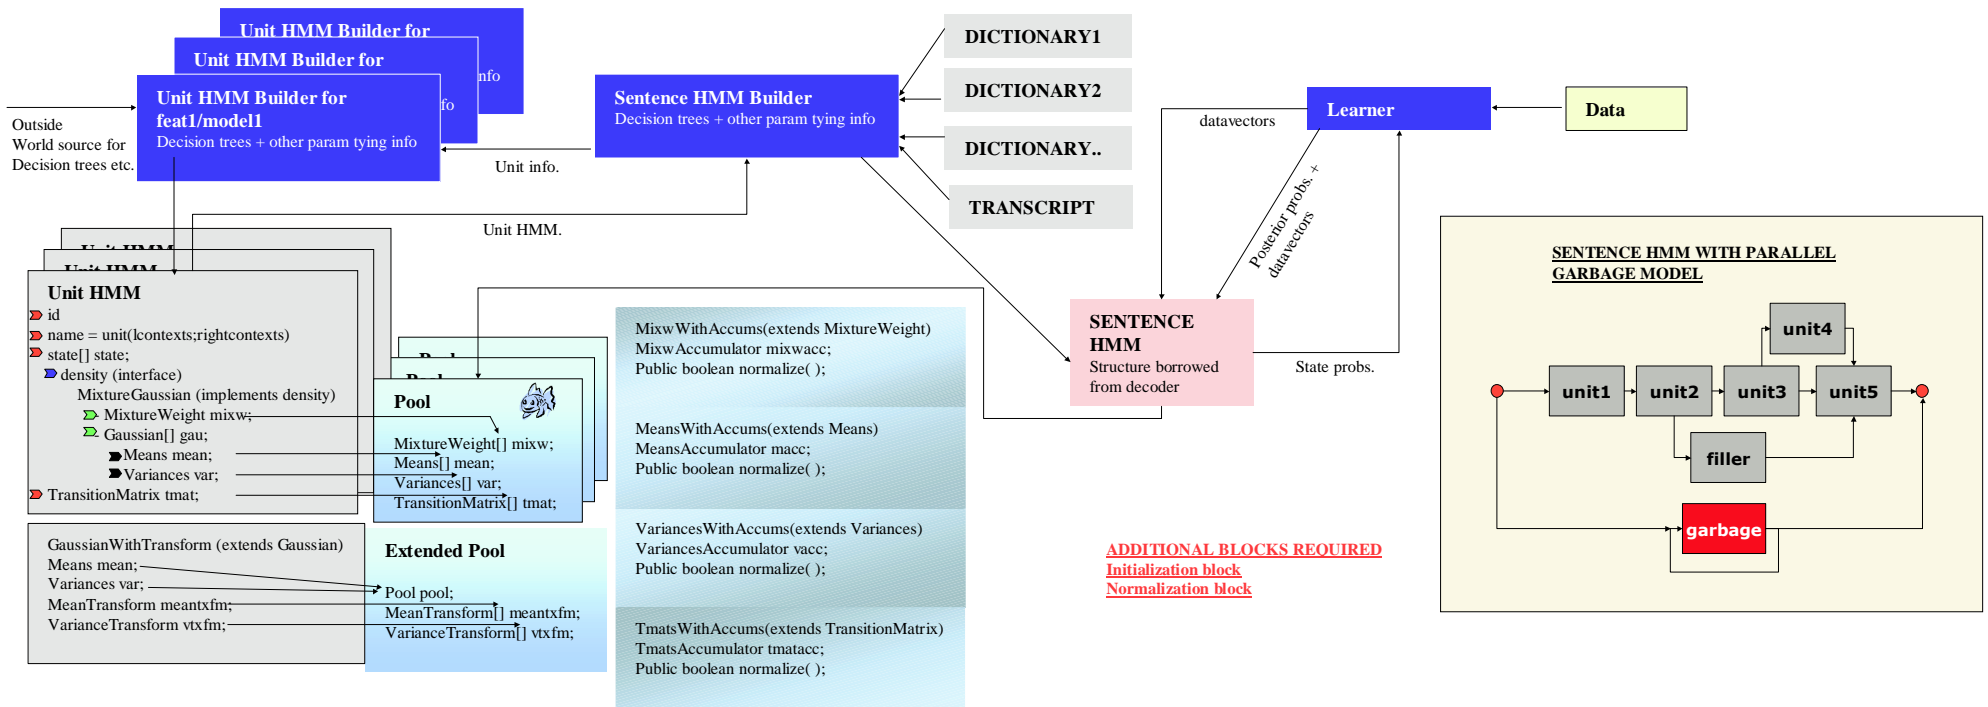 Unit HMM Builder for
Unit HMM Builder for
nfo
fo
Unit HMM Builder for
feat1/model1
Decision trees + other param tying info
Outside
World source for
Decision trees etc.
Unit info.
Sentence HMM Builder
Decision trees + other param tying info
DICTIONARY1
DICTIONARY2
DICTIONARY..
TRANSCRIPT
datavectors
Learner
Data
Posterior probs. +
datavectors
State probs.
Unit HMM.
SENTENCE
HMM
Structure borrowed
from decoder
Unit HMM
Unit HMM
Unit HMM
id
name = unit(lcontexts;rightcontexts)
state[] state;
density (interface)
MixtureGaussian (implements density)
MixtureWeight mixw;
Gaussian[] gau;
Means mean;
Variances var;
TransitionMatrix tmat;
Pool
Pool
Pool
MixtureWeight[] mixw;
Means[] mean;
Variances[] var;
TransitionMatrix[] tmat;
GaussianWithTransform (extends Gaussian)
Means mean;
Variances var;
MeanTransform meantxfm;
VarianceTransform vtxfm;
Extended Pool
Pool pool;
MeanTransform[] meantxfm;
VarianceTransform[] vtxfm;
MixwWithAccums(extends MixtureWeight)
MixwAccumulator mixwacc;
Public boolean normalize( );
MeansWithAccums(extends Means)
MeansAccumulator macc;
Public boolean normalize( );
VariancesWithAccums(extends Variances)
VariancesAccumulator vacc;
Public boolean normalize( );
TmatsWithAccums(extends TransitionMatrix)
TmatsAccumulator tmatacc;
Public boolean normalize( );
ADDITIONAL BLOCKS REQUIRED
Initialization block
Normalization block
SENTENCE HMM WITH PARALLEL
GARBAGE MODEL
unit4
unit1
unit2
unit3
unit5
filler
garbage